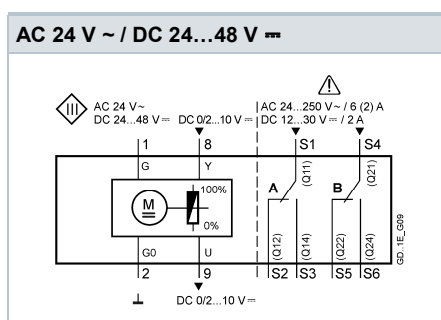 AC 24 V ~ / DC 24...48 V ⎓
III
AC 24 V ~
DC 24...48 V ⎓
DC 0/2...10 V ⎓
AC 24...250 V ~ / 6 (2) A
DC 12...30 V ⎓ / 2 A
1
8
S1
S4
G
Y
(Q11)
(Q21)
100%
A
B
M
0%
G0
U
(Q12)
(Q14)
(Q22)
(Q24)
GD..1E_G09
2
9
S2
S3
S5
S6
DC 0/2...10 V ⎓